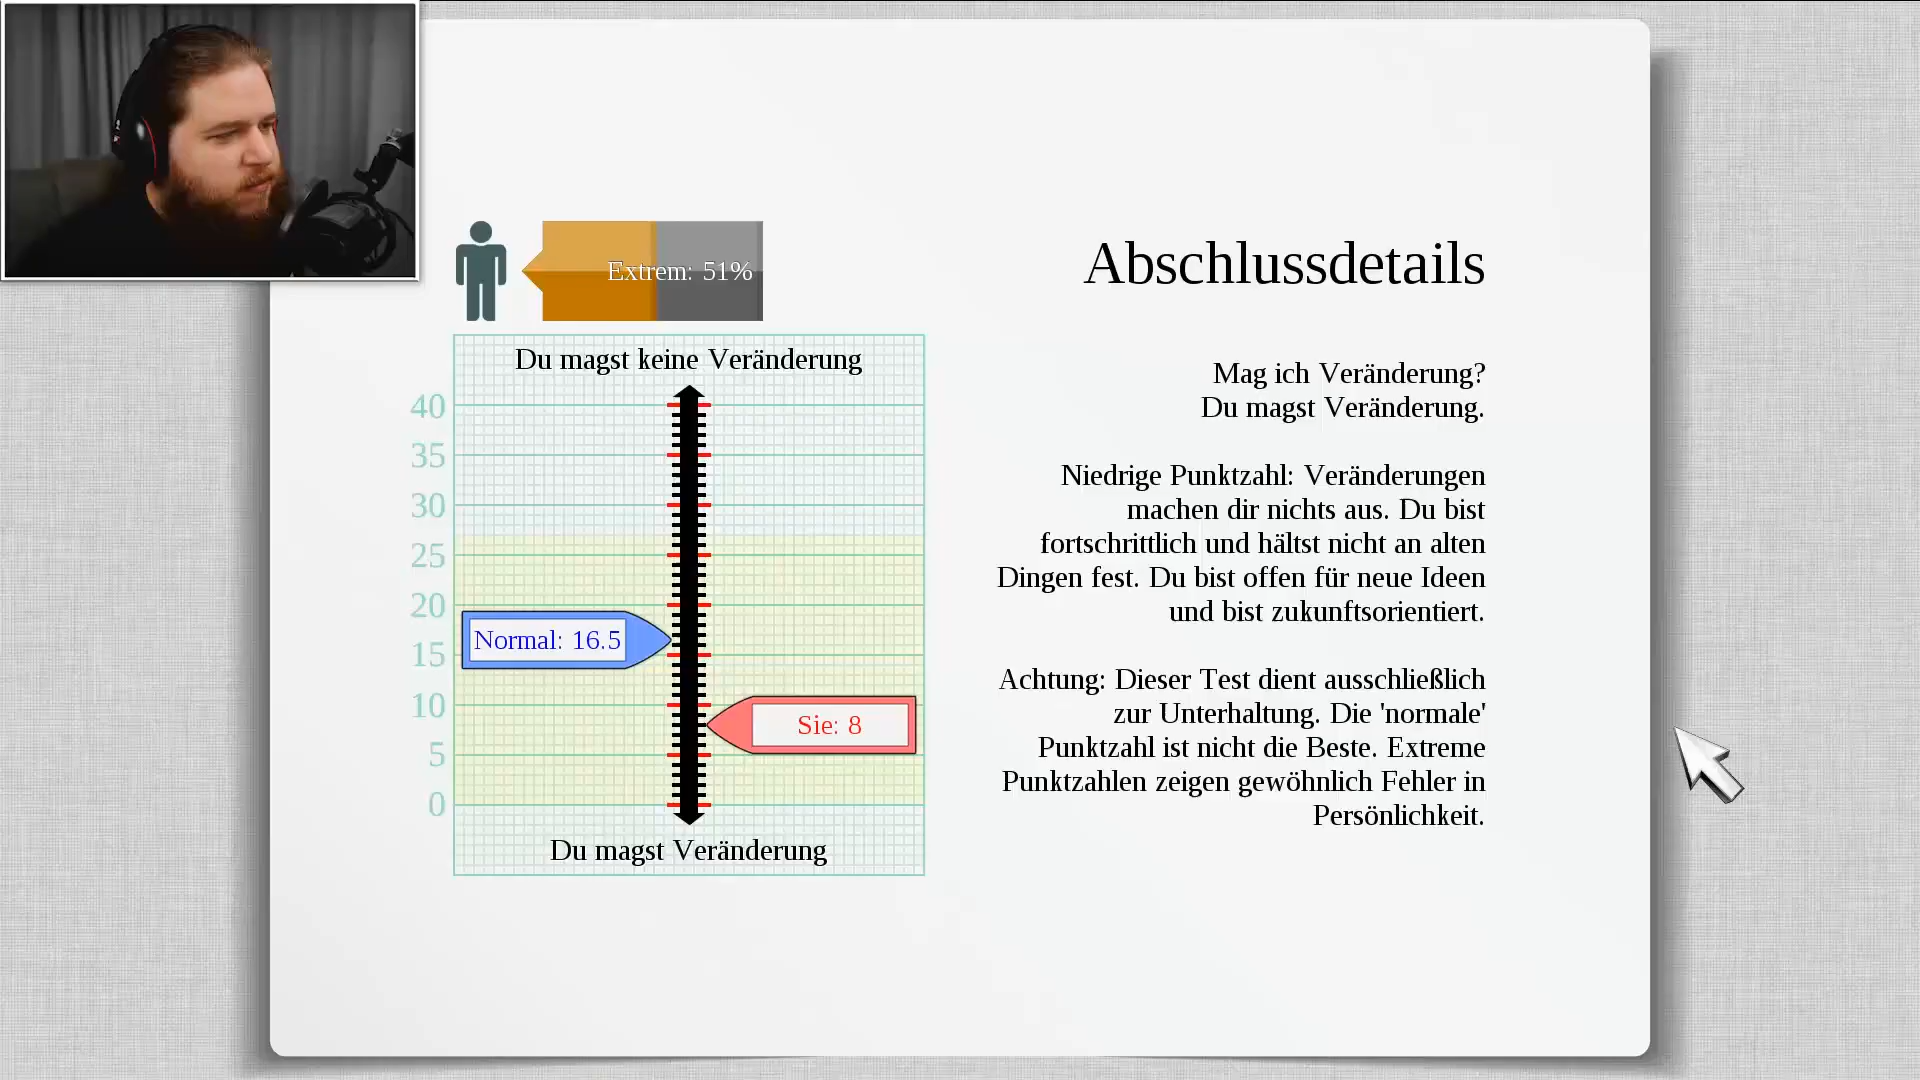 Extrem: 51%
Du magst keine Veränderung
40
35
30
25
20
15
10
5
0
Normal: 16.5
Sie: 8
Du magst Veränderung
Abschlussdetails
Mag ich Veränderung?
Du magst Veränderung.
Niedrige Punktzahl: Veränderungen
machen dir nichts aus. Du bist
fortschrittlich und hältst nicht an alten
Dingen fest. Du bist offen für neue Ideen
und bist zukunftsorientiert.
Achtung: Dieser Test dient ausschließlich
zur Unterhaltung. Die 'normale'
Punktzahl ist nicht die Beste. Extreme
Punktzahlen zeigen gewöhnlich Fehler in
Persönlichkeit.